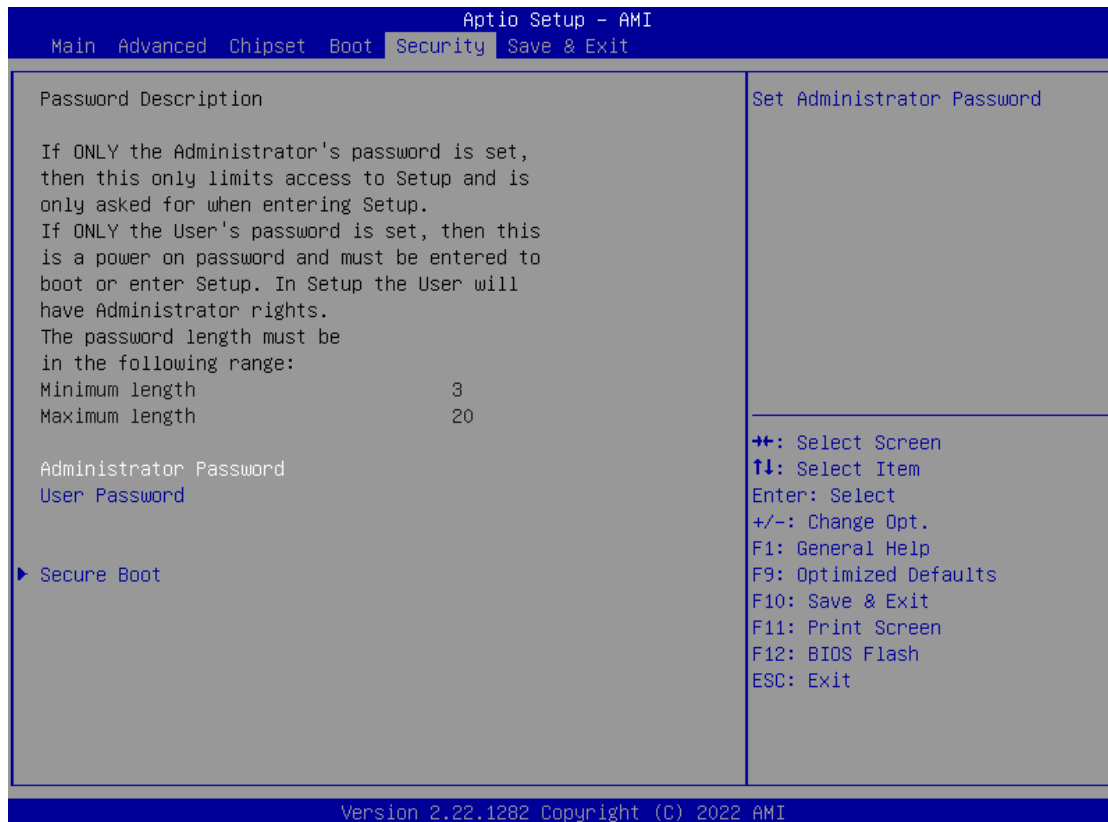 Aptio Setup – AMI
Main Advanced Chipset Boot Security Save & Exit
Password Description
If ONLY the Administrator's password is set,
then this only limits access to Setup and is
only asked for when entering Setup.
If ONLY the User's password is set, then this
is a power on password and must be entered to
boot or enter Setup. In Setup the User will
have Administrator rights.
The password length must be
in the following range:
Minimum length 3
Maximum length 20
Administrator Password
User Password
Secure Boot
Set Administrator Password
→←: Select Screen
↑↓: Select Item
Enter: Select
+/-: Change Opt.
F1: General Help
F9: Optimized Defaults
F10: Save & Exit
F11: Print Screen
F12: BIOS Flash
ESC: Exit
Version 2.22.1282 Copyright (C) 2022 AMI